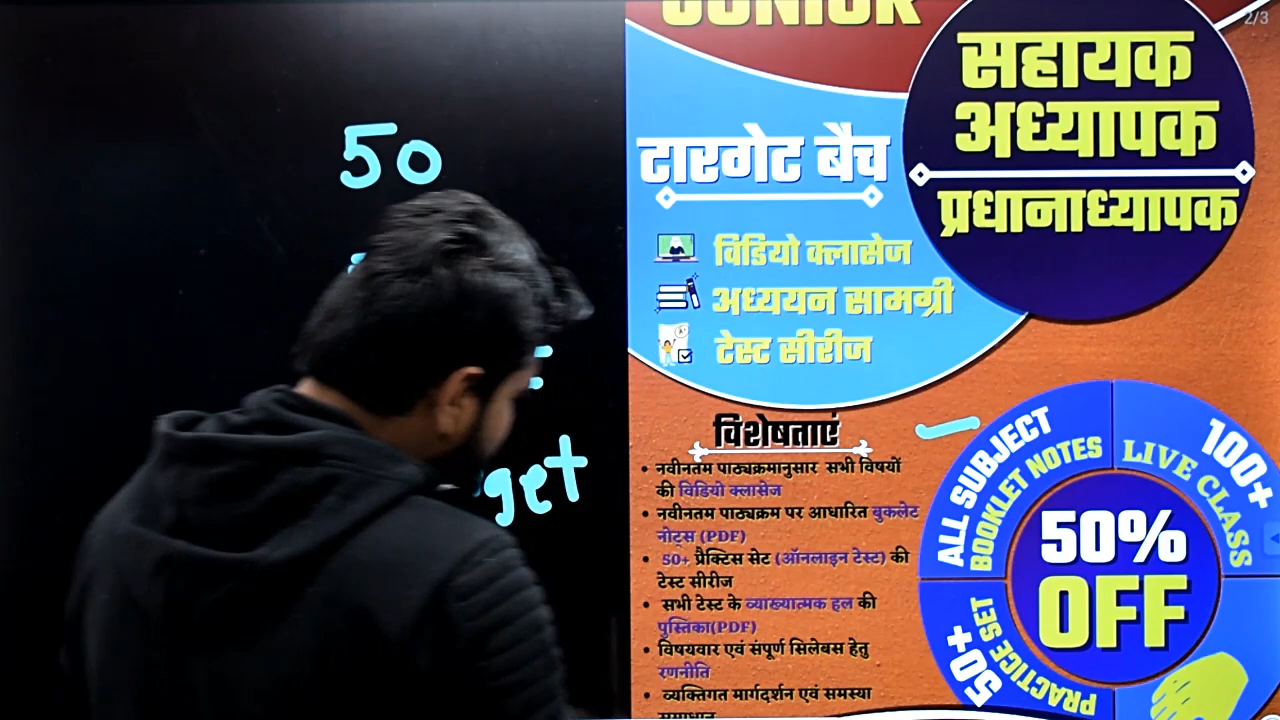 50
get
JUNIOR
2/3
सहायक
अध्यापक
प्रधानाध्यापक
टारगेट बैच
विडियो क्लासेज
अध्ययन सामग्री
टेस्ट सीरीज
विशेषताएं
• नवीनतम पाठ्यक्रमानुसार सभी विषयों
की विडियो क्लासेज
• नवीनतम पाठ्यक्रम पर आधारित बुकलेट
नोट्स (PDF)
• 50+ प्रैक्टिस सेट (ऑनलाइन टेस्ट) की
टेस्ट सीरीज
• सभी टेस्ट के व्याख्यात्मक हल की
पुस्तिका(PDF)
• विषयवार एवं संपूर्ण सिलेबस हेतु
रणनीति
• व्यक्तिगत मार्गदर्शन एवं समस्या
समाधान
ALL SUBJECT
BOOKLET NOTES
100+
LIVE CLASS
50%
OFF
50+
PRACTICE SET